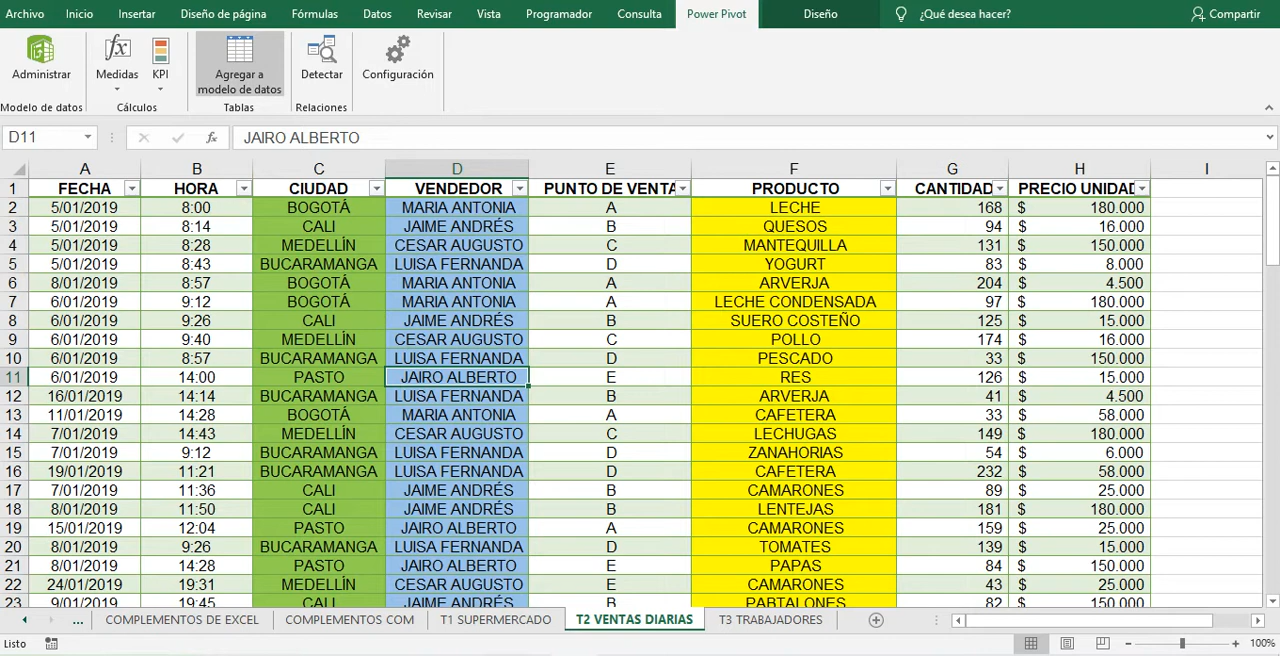 Archivo Inicio Insertar Diseño de página Fórmulas Datos Revisar Vista Programador Consulta Power Pivot Diseño ¿Qué desea hacer? Compartir
Administrar Medidas KPI Agregar a modelo de datos Detectar Configuración
Modelo de datos Cálculos Tablas Relaciones
D11 fx JAIRO ALBERTO
A B C D E F G H I
1 FECHA HORA CIUDAD VENDEDOR PUNTO DE VENTA PRODUCTO CANTIDAD PRECIO UNIDAD
2 5/01/2019 8:00 BOGOTÁ MARIA ANTONIA A LECHE 168 $ 180.000
3 5/01/2019 8:14 CALI JAIME ANDRÉS B QUESOS 94 $ 16.000
4 5/01/2019 8:28 MEDELLÍN CESAR AUGUSTO C MANTEQUILLA 131 $ 150.000
5 5/01/2019 8:43 BUCARAMANGA LUISA FERNANDA D YOGURT 83 $ 8.000
6 8/01/2019 8:57 BOGOTÁ MARIA ANTONIA A ARVERJA 204 $ 4.500
7 6/01/2019 9:12 BOGOTÁ MARIA ANTONIA A LECHE CONDENSADA 97 $ 180.000
8 6/01/2019 9:26 CALI JAIME ANDRÉS B SUERO COSTEÑO 125 $ 15.000
9 6/01/2019 9:40 MEDELLÍN CESAR AUGUSTO C POLLO 174 $ 16.000
10 6/01/2019 8:57 BUCARAMANGA LUISA FERNANDA D PESCADO 33 $ 150.000
11 6/01/2019 14:00 PASTO JAIRO ALBERTO E RES 126 $ 15.000
12 16/01/2019 14:14 BUCARAMANGA LUISA FERNANDA B ARVERJA 41 $ 4.500
13 11/01/2019 14:28 BOGOTÁ MARIA ANTONIA A CAFETERA 33 $ 58.000
14 7/01/2019 14:43 MEDELLÍN CESAR AUGUSTO C LECHUGAS 149 $ 180.000
15 7/01/2019 9:12 BUCARAMANGA LUISA FERNANDA D ZANAHORIAS 54 $ 6.000
16 19/01/2019 11:21 BUCARAMANGA LUISA FERNANDA D CAFETERA 232 $ 58.000
17 7/01/2019 11:36 CALI JAIME ANDRÉS B CAMARONES 89 $ 25.000
18 8/01/2019 11:50 CALI JAIME ANDRÉS B LENTEJAS 181 $ 180.000
19 15/01/2019 12:04 PASTO JAIRO ALBERTO A CAMARONES 159 $ 25.000
20 8/01/2019 9:26 BUCARAMANGA LUISA FERNANDA D TOMATES 139 $ 15.000
21 8/01/2019 14:28 PASTO JAIRO ALBERTO E PAPAS 84 $ 150.000
22 24/01/2019 19:31 MEDELLÍN CESAR AUGUSTO E CAMARONES 43 $ 25.000
23 9/01/2019 19:45 CALI JAIME ANDRÉS B PABTALONES 82 $ 150.000
... COMPLEMENTOS DE EXCEL COMPLEMENTOS COM T1 SUPERMERCADO T2 VENTAS DIARIAS T3 TRABAJADORES
Listo 100%